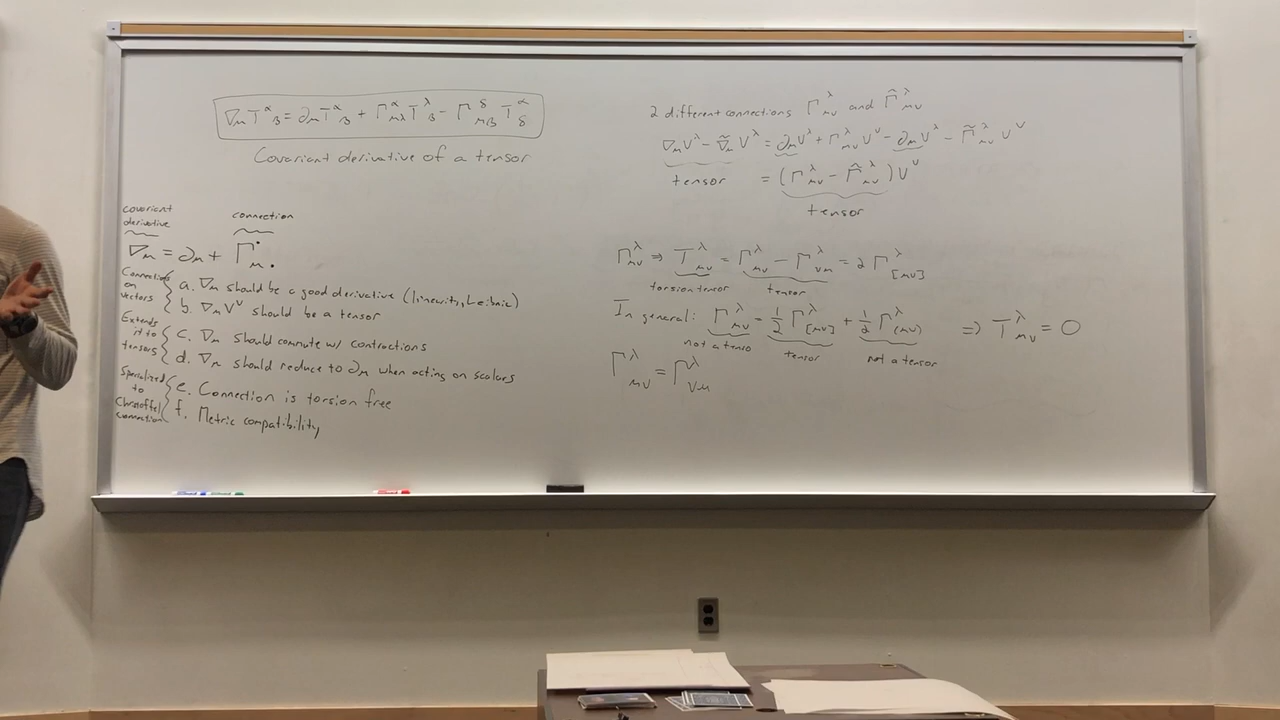 ∇_μ T^α_β = ∂_μ T^α_β + Γ^α_μλ T^λ_β - Γ^δ_μβ T^α_δ
Covariant derivative of a tensor
covariant
derivative
connection
∇_μ = ∂_μ + Γ^•_μ•
Connection
on
vectors
a. ∇_μ should be a good derivative (linearity, Leibniz)
b. ∇_μ V^ν should be a tensor
Extends
it to
tensors
c. ∇_μ should commute w/ contractions
d. ∇_μ should reduce to ∂_μ when acting on scalars
Specialized
to
Christoffel
connection
e. Connection is torsion free
f. Metric compatibility
2 different connections Γ^λ_μν and Γ̂^λ_μν
∇_μ V^λ - ∇̃_μ V^λ = ∂_μ V^λ + Γ^λ_μν V^ν - ∂_μ V^λ - Γ̃^λ_μν V^ν
tensor = (Γ^λ_μν - Γ̂^λ_μν) V^ν
tensor
Γ^λ_μν ⇒ T^λ_μν = Γ^λ_μν - Γ^λ_νμ = 2 Γ^λ_[μν]
torsion tensor tensor
In general: Γ^λ_μν = 1/2 Γ^λ_[μν] + 1/2 Γ^λ_(μν) ⇒ T^λ_μν = 0
not a tenso tensor not a tensor
Γ^λ_μν = Γ^λ_νμ